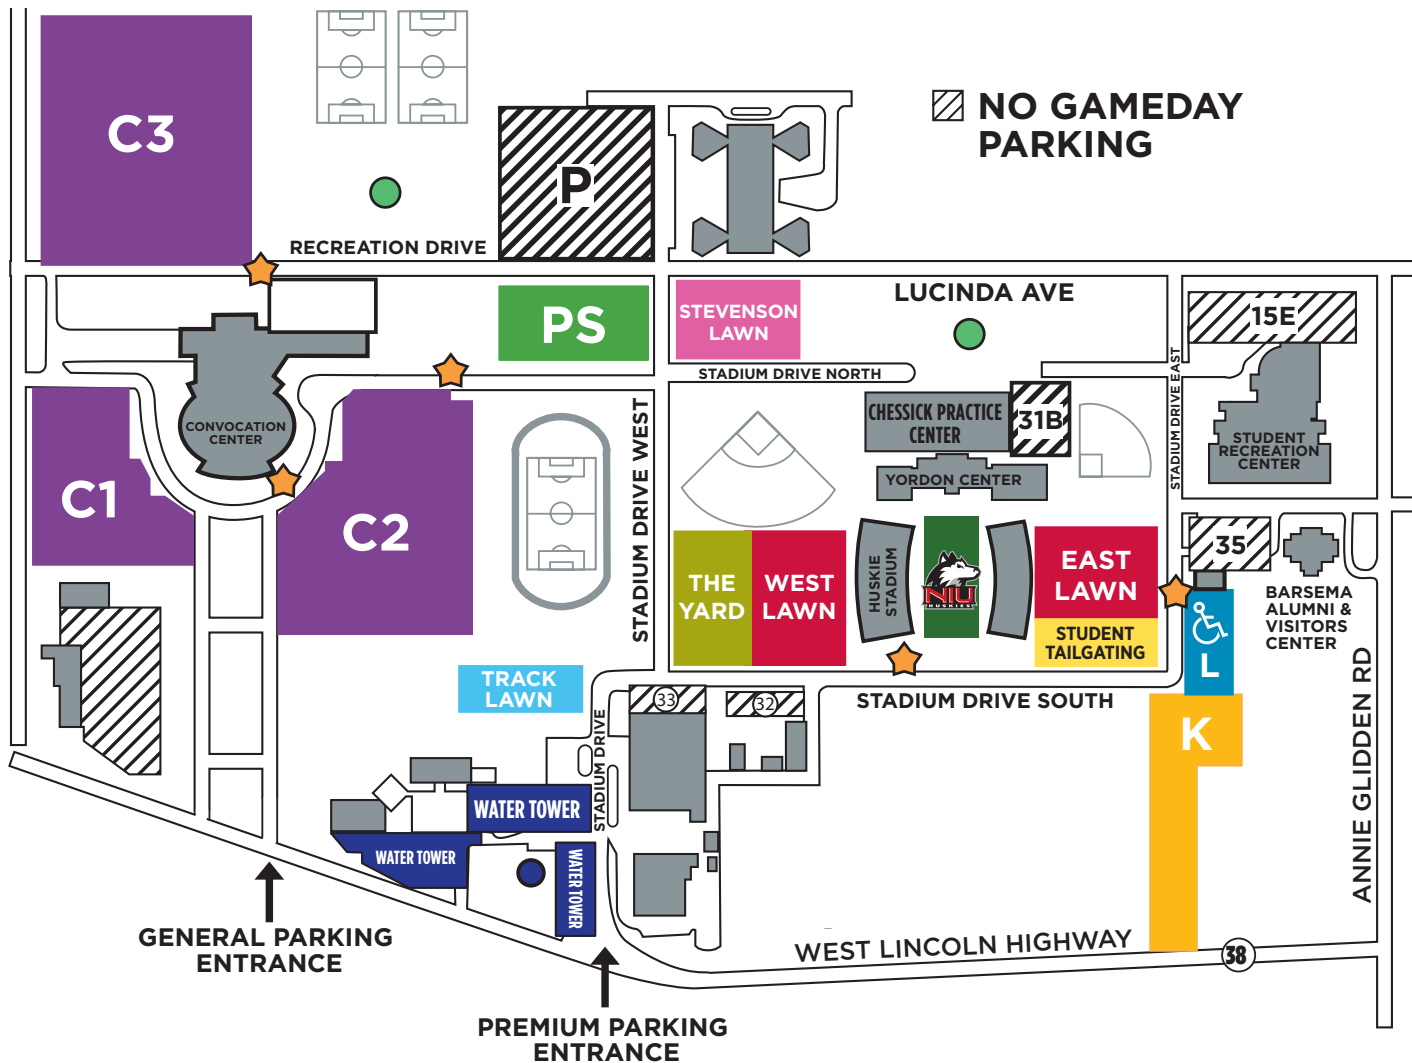 C3
P
NO GAMEDAY
PARKING
RECREATION DRIVE
LUCINDA AVE
PS
STEVENSON
LAWN
15E
STADIUM DRIVE NORTH
STADIUM DRIVE EAST
CONVOCATION
CENTER
CHESSICK PRACTICE
CENTER
31B
STUDENT
RECREATION
CENTER
YORDON CENTER
STADIUM DRIVE WEST
C1
C2
THE
YARD
WEST
LAWN
HUSKIE
STADIUM
NIU
HUSKIES
EAST
LAWN
35
BARSEMA
ALUMNI &
VISITORS
CENTER
STUDENT
TAILGATING
L
TRACK
LAWN
33
32
STADIUM DRIVE SOUTH
K
STADIUM DRIVE
ANNIE GLIDDEN RD
WATER TOWER
WATER TOWER
WATER TOWER
GENERAL PARKING
ENTRANCE
WEST LINCOLN HIGHWAY
38
PREMIUM PARKING
ENTRANCE